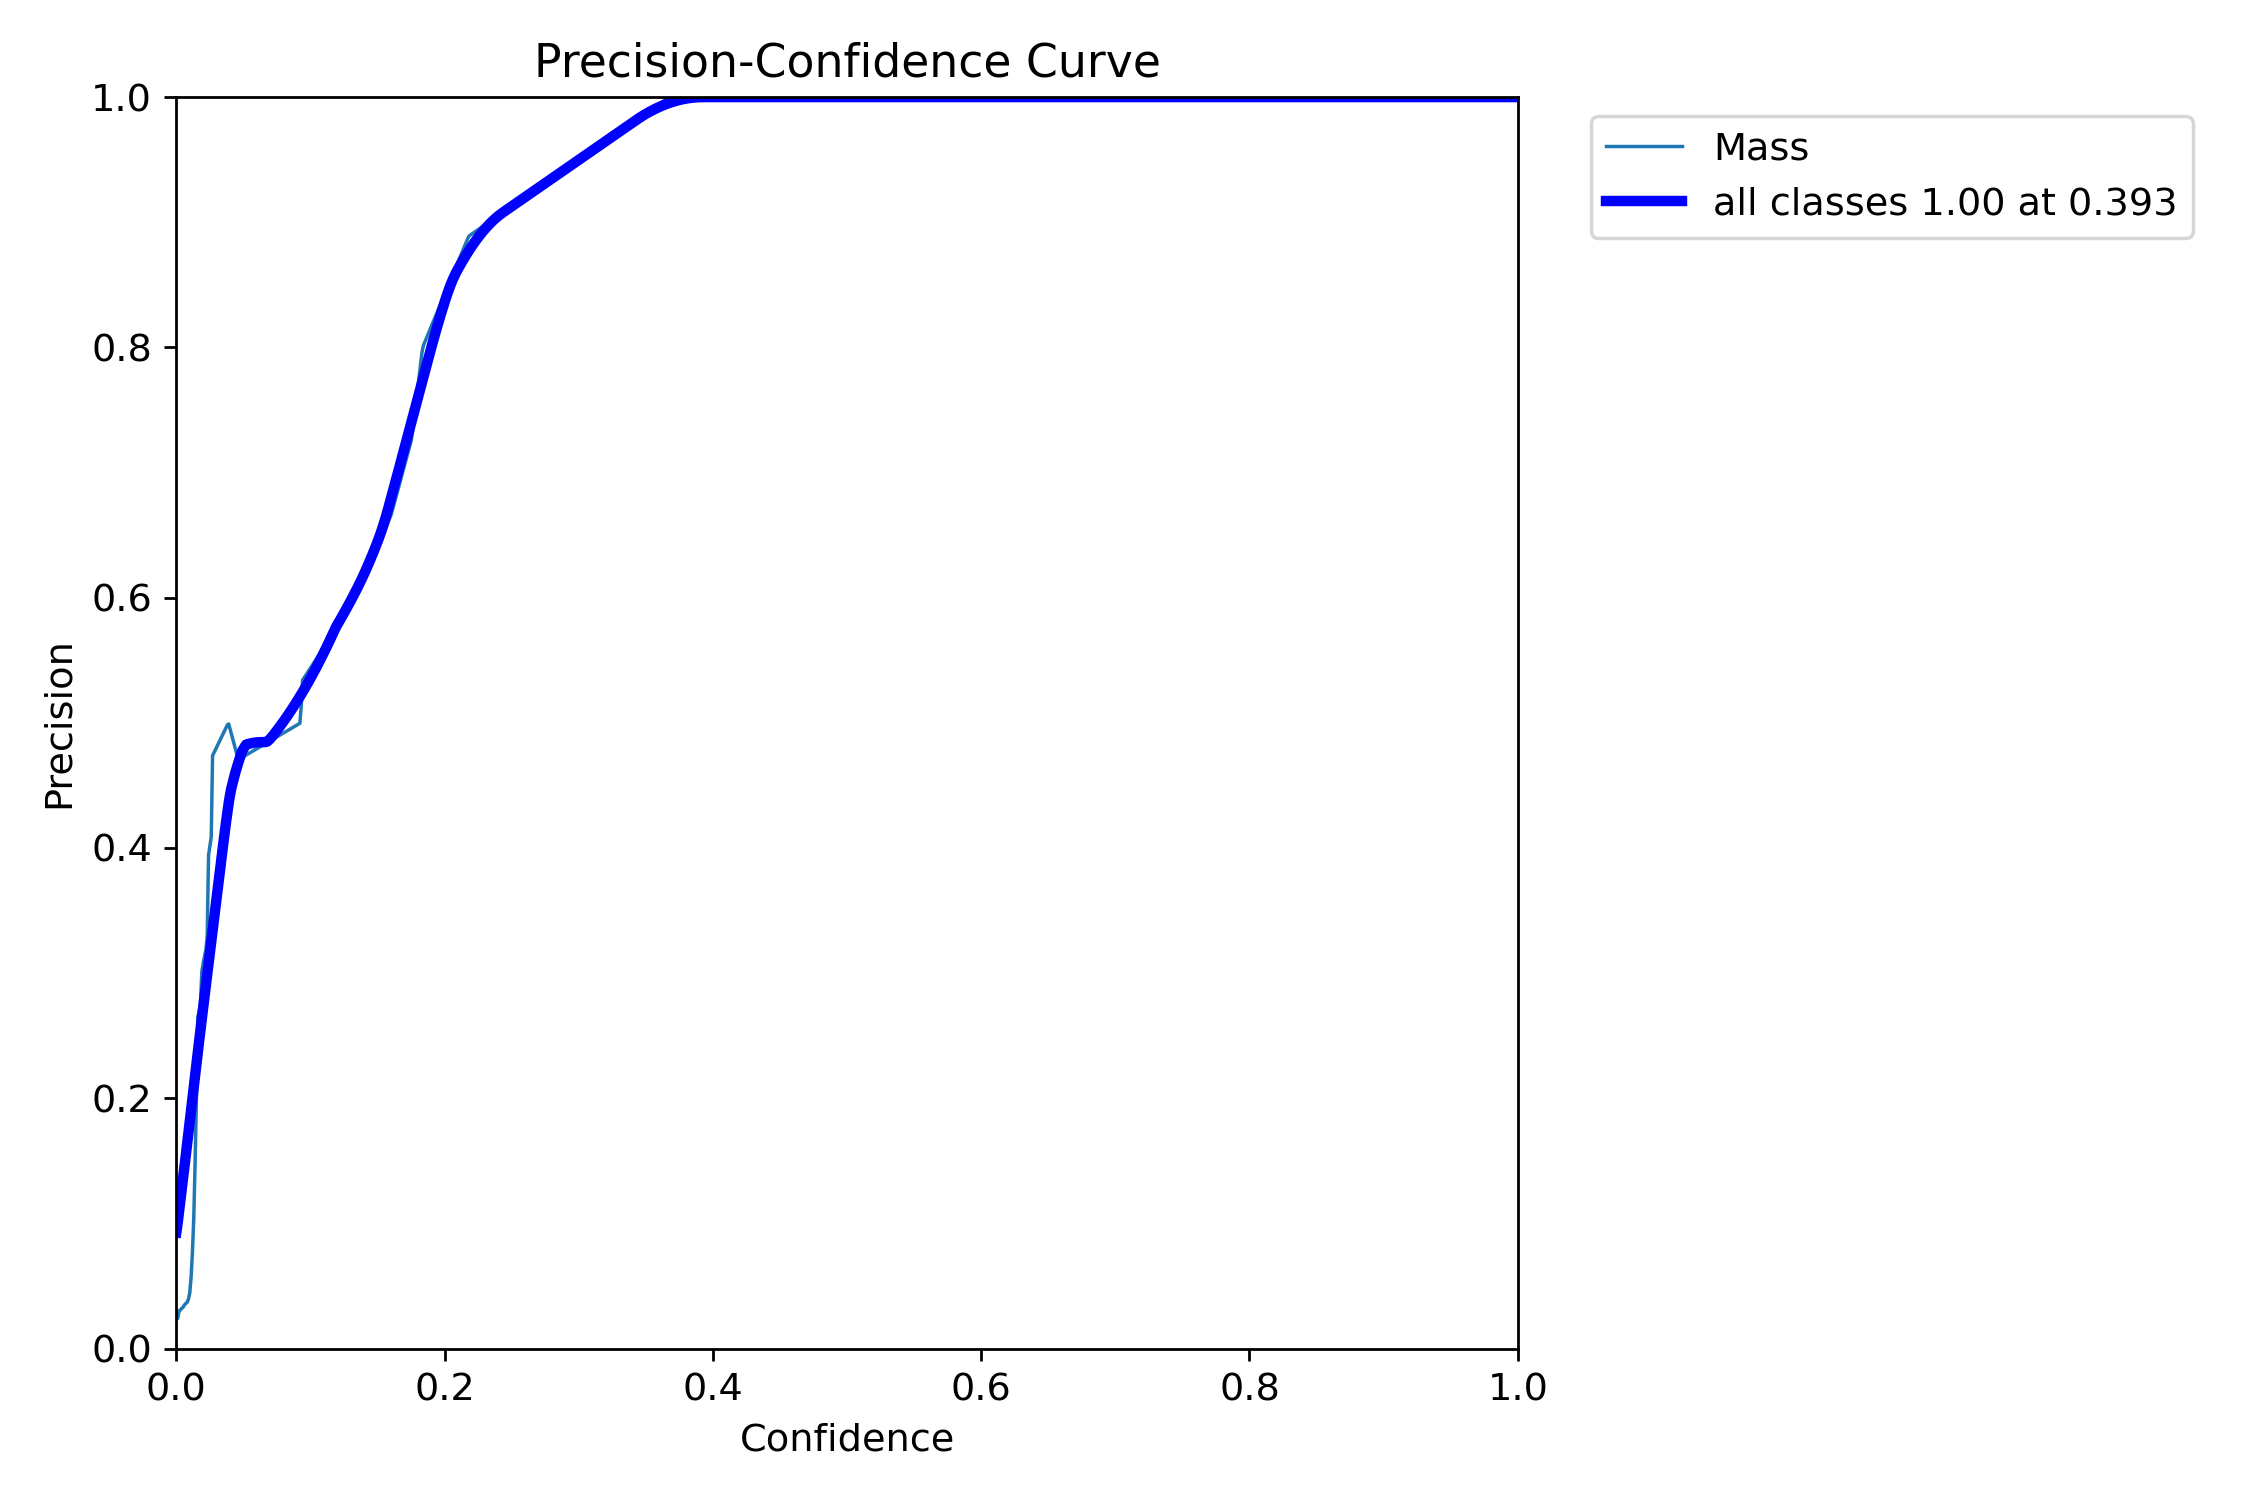 Precision-Confidence Curve
Mass
all classes 1.00 at 0.393
Precision
1.0
0.8
0.6
0.4
0.2
0.0
0.0 0.2 0.4 0.6 0.8 1.0
Confidence